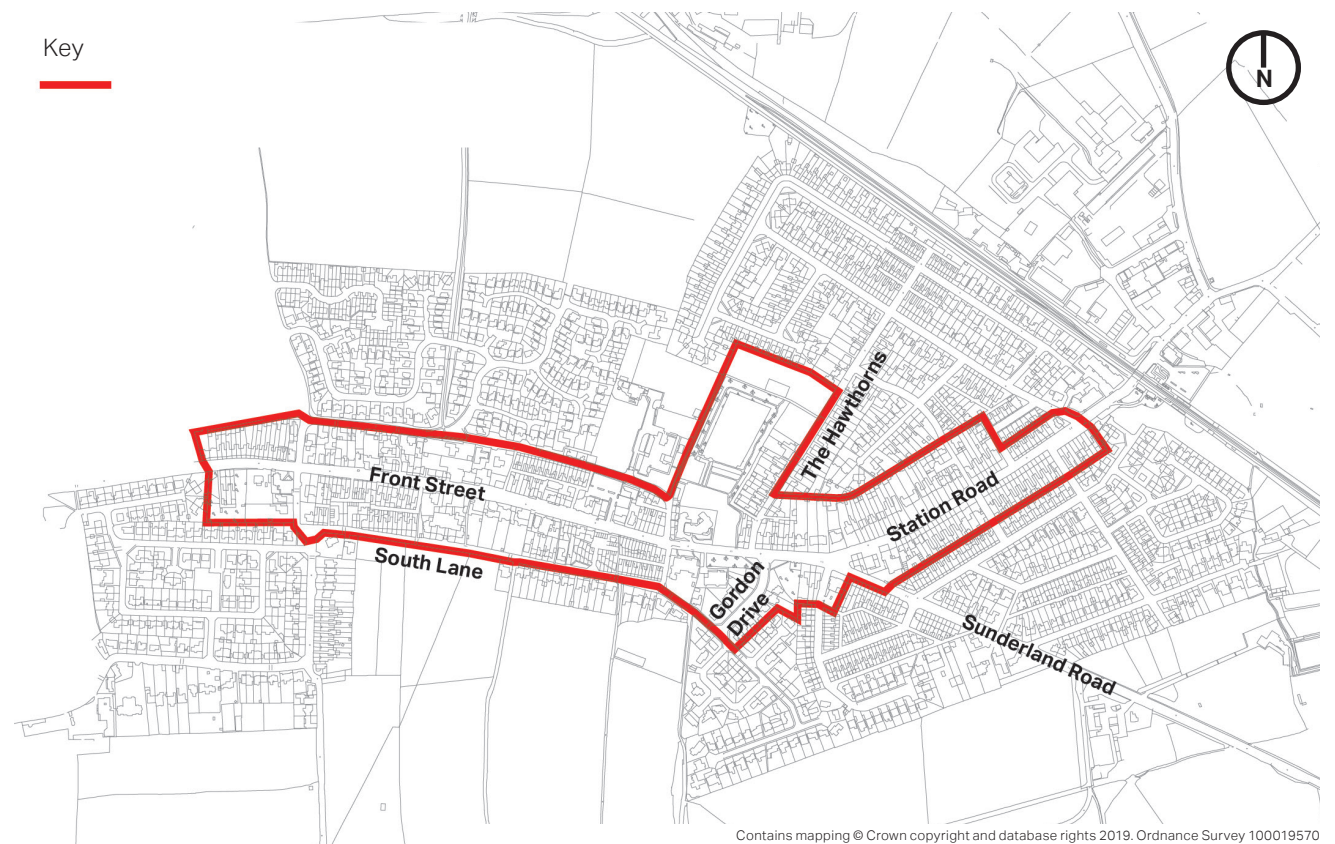 Key
N
The Hawthorns
Front Street
Station Road
South Lane
Gordon
Drive
Sunderland Road
Contains mapping © Crown copyright and database rights 2019. Ordnance Survey 100019570